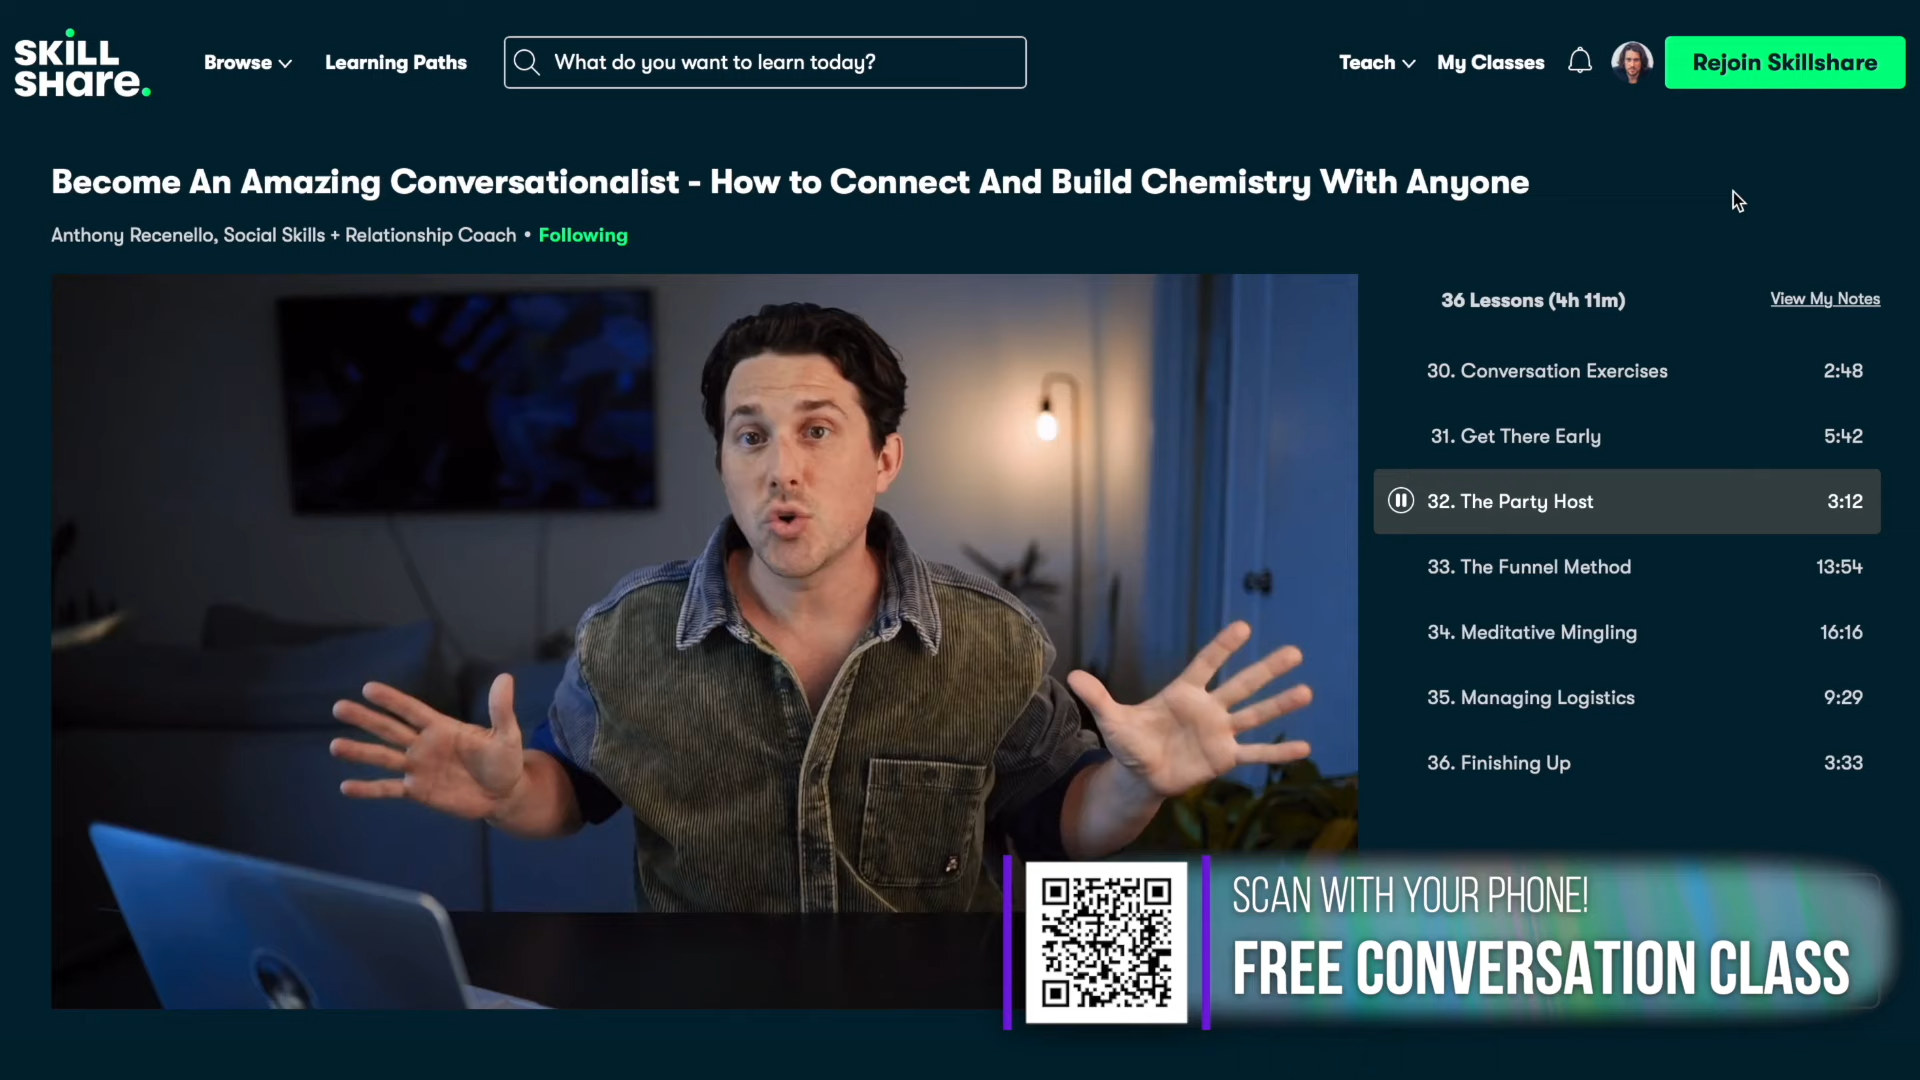 SKILL
SHARE.
Browse
Learning Paths
What do you want to learn today?
Teach
My Classes
Rejoin Skillshare
Become An Amazing Conversationalist - How to Connect And Build Chemistry With Anyone
Anthony Recenello, Social Skills + Relationship Coach • Following
36 Lessons (4h 11m)
View My Notes
30. Conversation Exercises 2:48
31. Get There Early 5:42
32. The Party Host 3:12
33. The Funnel Method 13:54
34. Meditative Mingling 16:16
35. Managing Logistics 9:29
36. Finishing Up 3:33
SCAN WITH YOUR PHONE!
FREE CONVERSATION CLASS